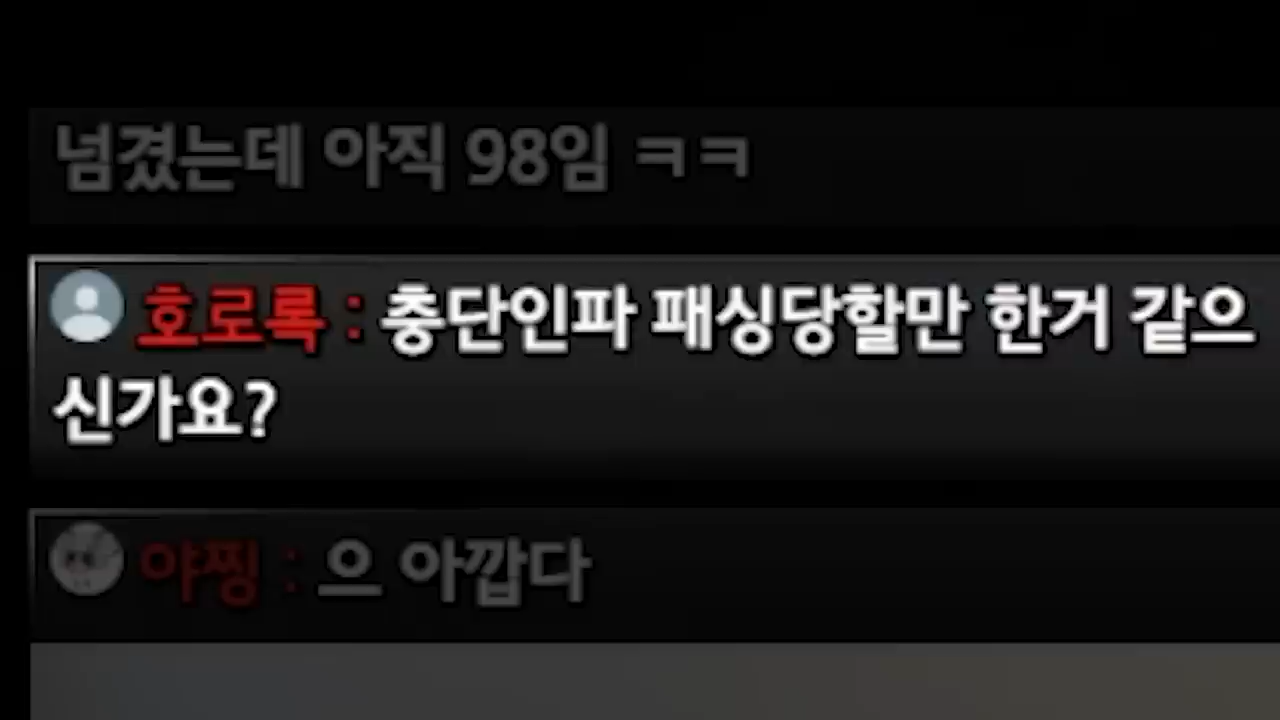 넘겼는데 아직 98임 ㅋㅋ
호로록 : 충단인파 패싱당할만 한거 같으
신가요?
야찡 : 으 아깝다